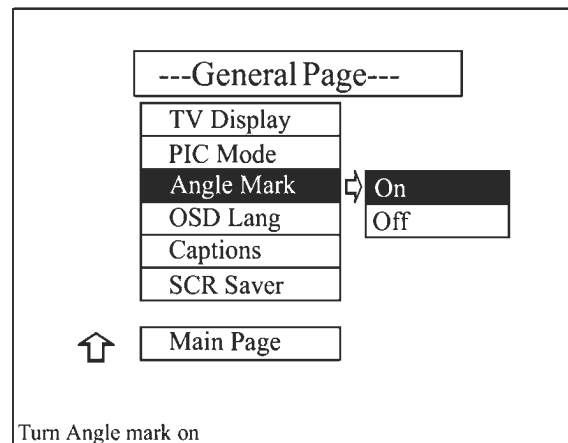 ---General Page---
TV Display
PIC Mode
Angle Mark
On
OSD Lang
Off
Captions
SCR Saver
Main Page
Turn Angle mark on